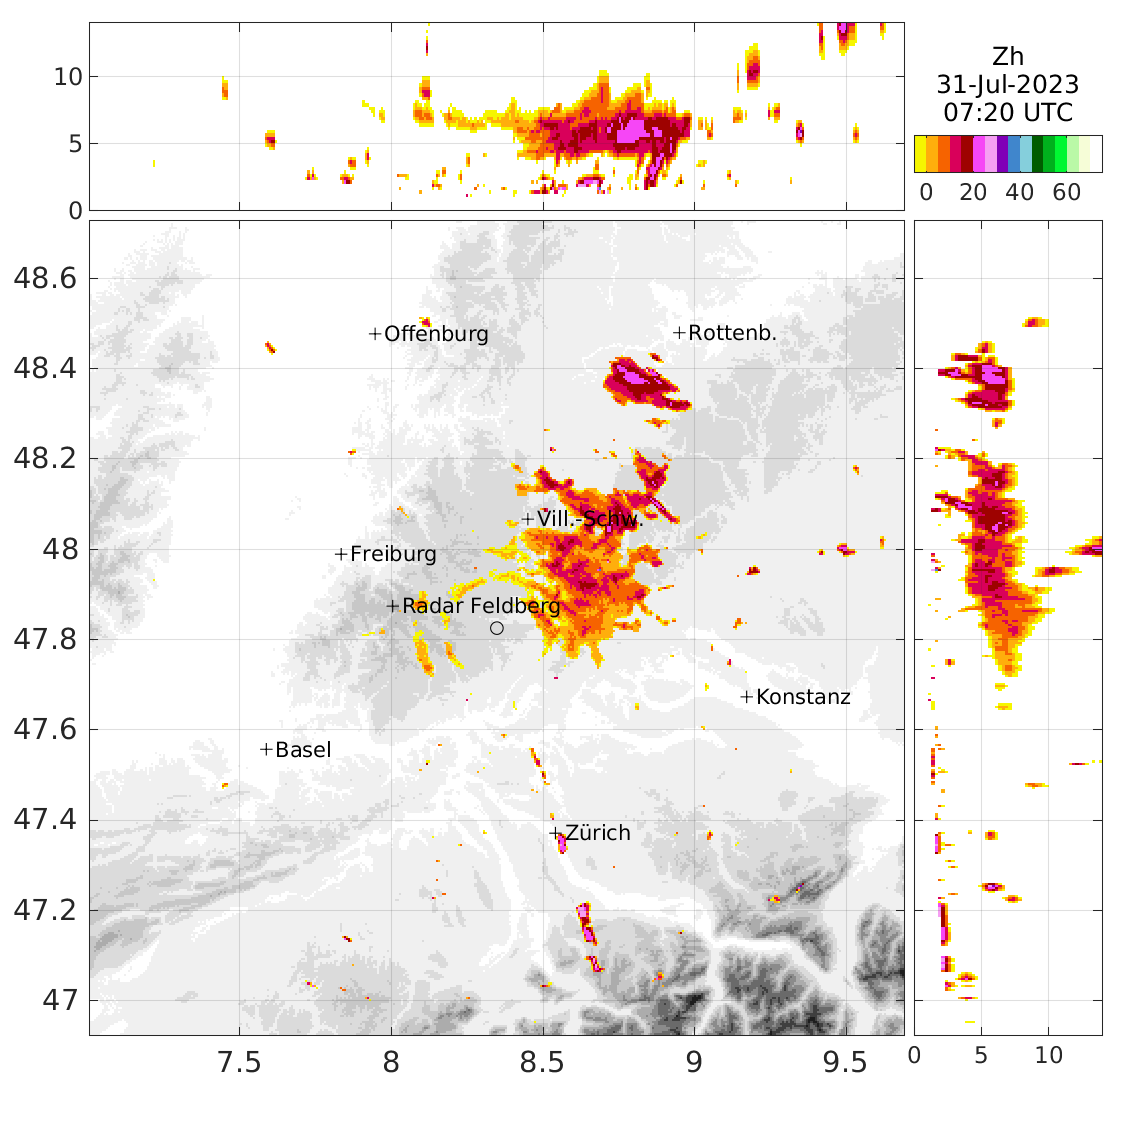 10
5
0
Zh
31-Jul-2023
07:20 UTC
0 20 40 60
48.6
48.4
48.2
48
47.8
47.6
47.4
47.2
47
+Offenburg
+Rottenb.
+Vill.-Schw.
+Freiburg
+Radar Feldberg
+Konstanz
+Basel
+Zürich
7.5 8 8.5 9 9.5
0 5 10